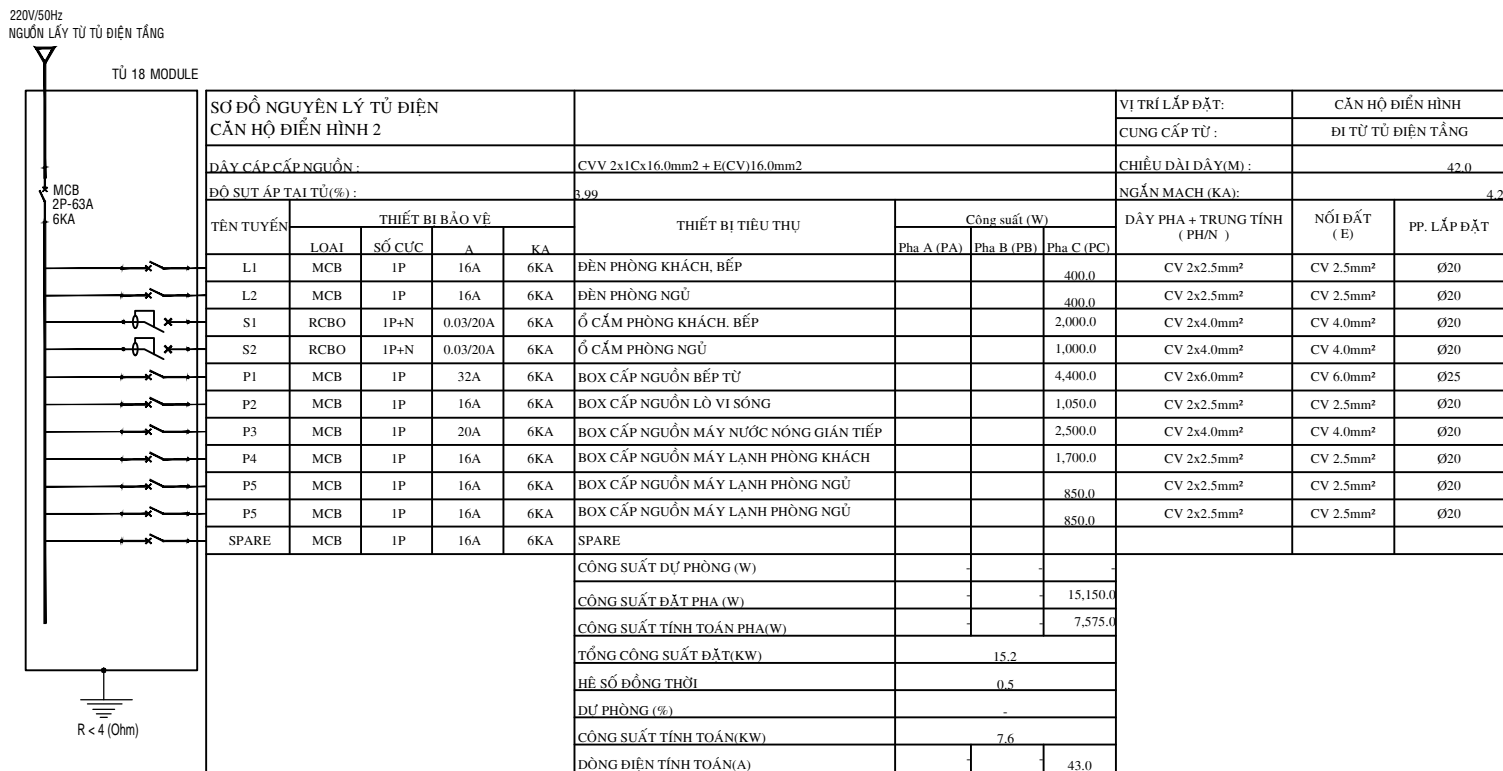 220V/50Hz
NGUỒN LẤY TỪ TỦ ĐIỆN TẦNG
TỦ 18 MODULE
MCB
2P-63A
6KA
R < 4 (Ohm)
SƠ ĐỒ NGUYÊN LÝ TỦ ĐIỆN
CĂN HỘ ĐIỂN HÌNH 2
VỊ TRÍ LẮP ĐẶT: CĂN HỘ ĐIỂN HÌNH
CUNG CẤP TỪ : ĐI TỪ TỦ ĐIỆN TẦNG
DÂY CÁP CẤP NGUỒN : CVV 2x1Cx16.0mm2 + E(CV)16.0mm2 CHIỀU DÀI DÂY(M) : 42.0
ĐỘ SỤT ÁP TẠI TỦ(%) : 3.99 NGẮN MẠCH (KA): 4.2
TÊN TUYẾN THIẾT BỊ BẢO VỆ THIẾT BỊ TIÊU THỤ Công suất (W) DÂY PHA + TRUNG TÍNH ( PH/N ) NỐI ĐẤT ( E) PP. LẮP ĐẶT
LOẠI SỐ CỰC A KA Pha A (PA) Pha B (PB) Pha C (PC)
L1 MCB 1P 16A 6KA ĐÈN PHÒNG KHÁCH, BẾP 400.0 CV 2x2.5mm² CV 2.5mm² Ø20
L2 MCB 1P 16A 6KA ĐÈN PHÒNG NGỦ 400.0 CV 2x2.5mm² CV 2.5mm² Ø20
S1 RCBO 1P+N 0.03/20A 6KA Ổ CẮM PHÒNG KHÁCH. BẾP 2,000.0 CV 2x4.0mm² CV 4.0mm² Ø20
S2 RCBO 1P+N 0.03/20A 6KA Ổ CẮM PHÒNG NGỦ 1,000.0 CV 2x4.0mm² CV 4.0mm² Ø20
P1 MCB 1P 32A 6KA BOX CẤP NGUỒN BẾP TỪ 4,400.0 CV 2x6.0mm² CV 6.0mm² Ø25
P2 MCB 1P 16A 6KA BOX CẤP NGUỒN LÒ VI SÓNG 1,050.0 CV 2x2.5mm² CV 2.5mm² Ø20
P3 MCB 1P 20A 6KA BOX CẤP NGUỒN MÁY NƯỚC NÓNG GIÁN TIẾP 2,500.0 CV 2x4.0mm² CV 4.0mm² Ø20
P4 MCB 1P 16A 6KA BOX CẤP NGUỒN MÁY LẠNH PHÒNG KHÁCH 1,700.0 CV 2x2.5mm² CV 2.5mm² Ø20
P5 MCB 1P 16A 6KA BOX CẤP NGUỒN MÁY LẠNH PHÒNG NGỦ 850.0 CV 2x2.5mm² CV 2.5mm² Ø20
P5 MCB 1P 16A 6KA BOX CẤP NGUỒN MÁY LẠNH PHÒNG NGỦ 850.0 CV 2x2.5mm² CV 2.5mm² Ø20
SPARE MCB 1P 16A 6KA SPARE
CÔNG SUẤT DỰ PHÒNG (W) - - -
CÔNG SUẤT ĐẶT PHA (W) - - 15,150.0
CÔNG SUẤT TÍNH TOÁN PHA(W) - - 7,575.0
TỔNG CÔNG SUẤT ĐẶT(KW) 15.2
HỆ SỐ ĐỒNG THỜI 0.5
DỰ PHÒNG (%) -
CÔNG SUẤT TÍNH TOÁN(KW) 7.6
DÒNG ĐIỆN TÍNH TOÁN(A) - - 43.0